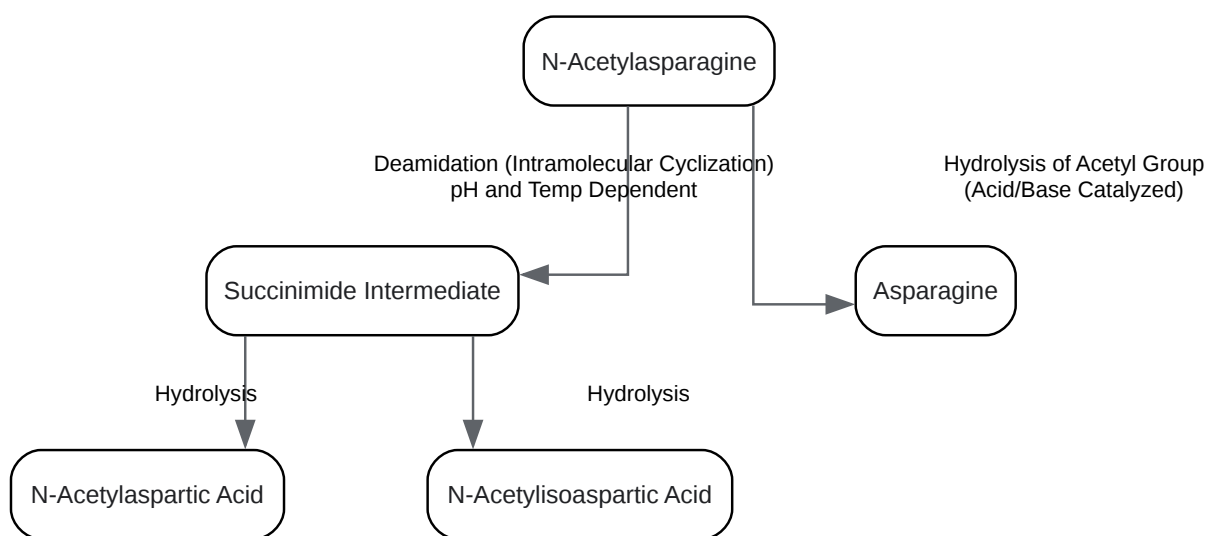 N-Acetylasparagine
Deamidation (Intramolecular Cyclization)
pH and Temp Dependent
Hydrolysis of Acetyl Group
(Acid/Base Catalyzed)
Succinimide Intermediate
Asparagine
Hydrolysis
Hydrolysis
N-Acetylaspartic Acid
N-Acetylisoaspartic Acid